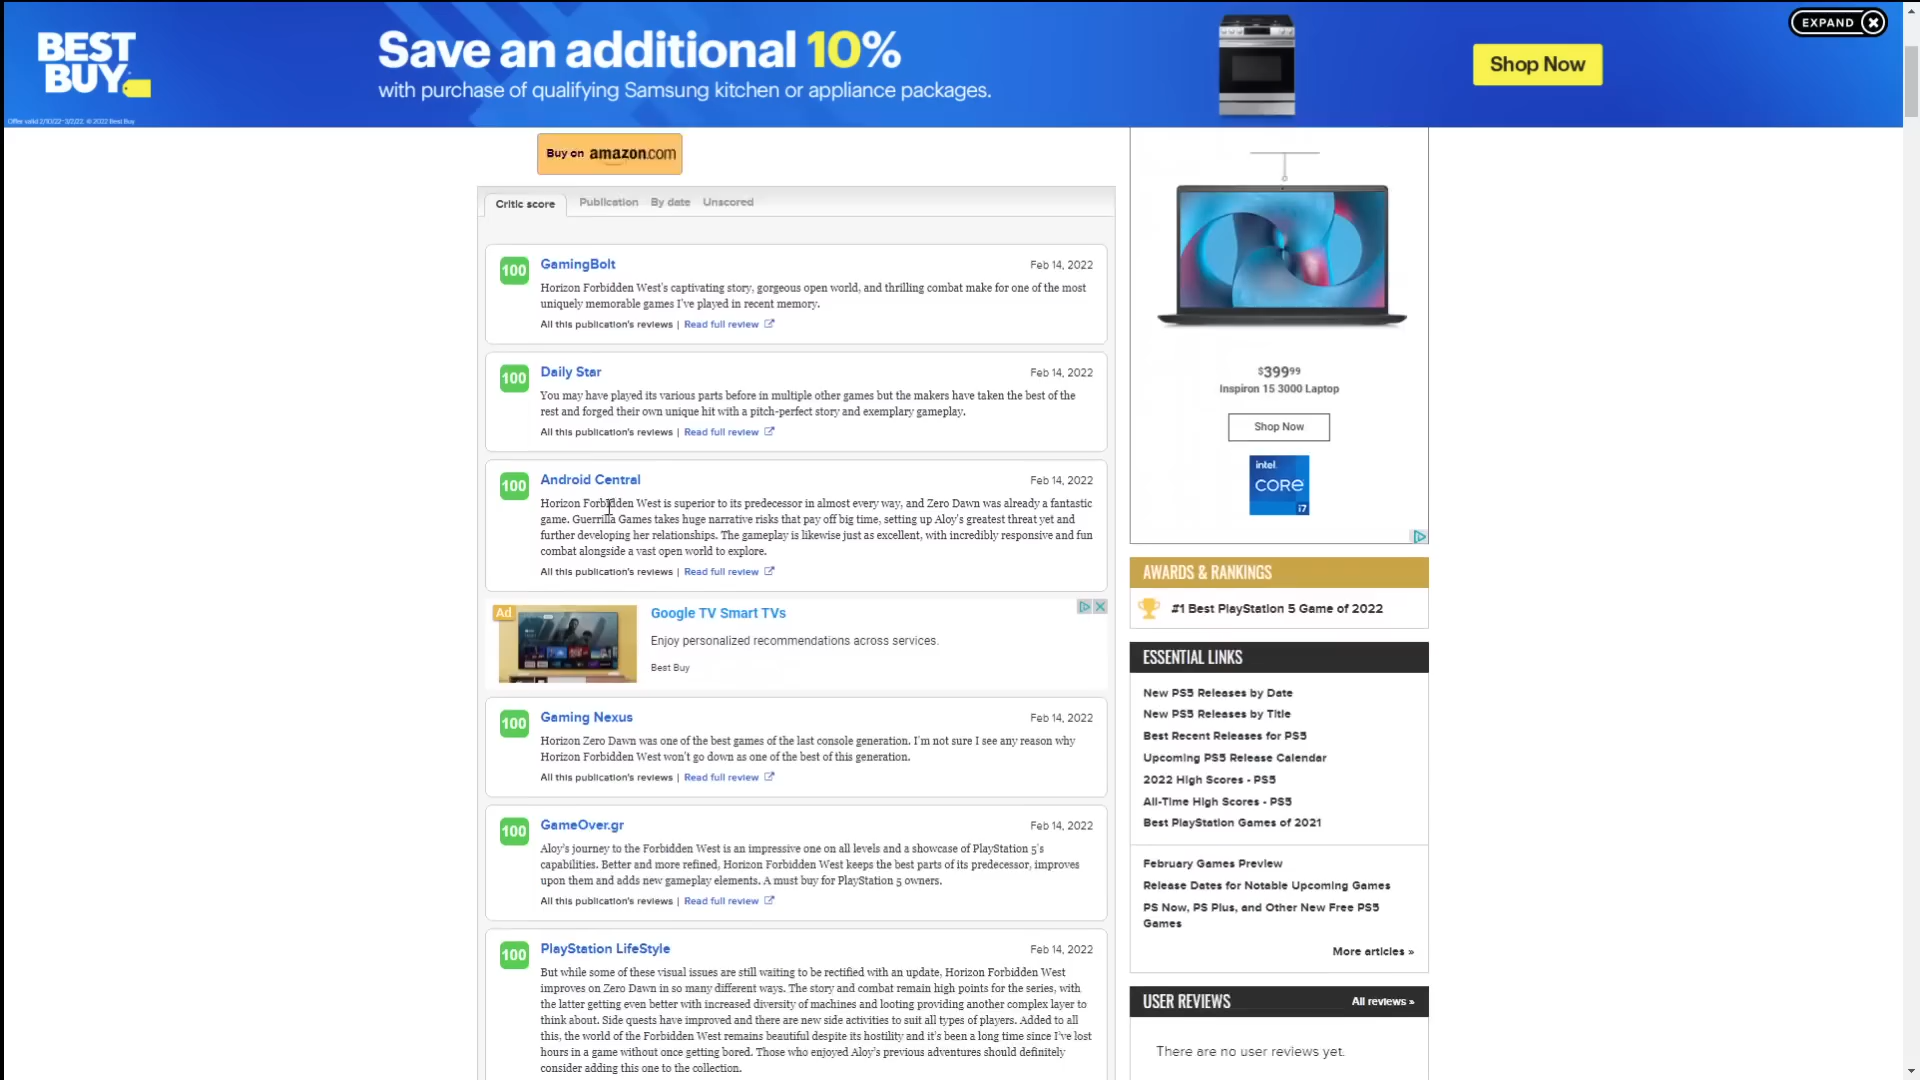 BEST
BUY
Save an additional 10%
with purchase of qualifying Samsung kitchen or appliance packages.
Shop Now
EXPAND
Offer valid 2/10/22-3/2/22. © 2022 Best Buy
Buy on amazon.com
Critic score
Publication
By date
Unscored
100
GamingBolt
Feb 14, 2022
Horizon Forbidden West's captivating story, gorgeous open world, and thrilling combat make for one of the most
uniquely memorable games I've played in recent memory.
All this publication's reviews | Read full review
100
Daily Star
Feb 14, 2022
You may have played its various parts before in multiple other games but the makers have taken the best of the
rest and forged their own unique hit with a pitch-perfect story and exemplary gameplay.
All this publication's reviews | Read full review
100
Android Central
Feb 14, 2022
Horizon Forbidden West is superior to its predecessor in almost every way, and Zero Dawn was already a fantastic
game. Guerrilla Games takes huge narrative risks that pay off big time, setting up Aloy's greatest threat yet and
further developing her relationships. The gameplay is likewise just as excellent, with incredibly responsive and fun
combat alongside a vast open world to explore.
All this publication's reviews | Read full review
Ad
Google TV Smart TVs
Enjoy personalized recommendations across services.
Best Buy
100
Gaming Nexus
Feb 14, 2022
Horizon Zero Dawn was one of the best games of the last console generation. I'm not sure I see any reason why
Horizon Forbidden West won't go down as one of the best of this generation.
All this publication's reviews | Read full review
100
GameOver.gr
Feb 14, 2022
Aloy's journey to the Forbidden West is an impressive one on all levels and a showcase of PlayStation 5's
capabilities. Better and more refined, Horizon Forbidden West keeps the best parts of its predecessor, improves
upon them and adds new gameplay elements. A must buy for PlayStation 5 owners.
All this publication's reviews | Read full review
100
PlayStation LifeStyle
Feb 14, 2022
But while some of these visual issues are still waiting to be rectified with an update, Horizon Forbidden West
improves on Zero Dawn in so many different ways. The story and combat remain high points for the series, with
the latter getting even better with increased diversity of machines and looting providing another complex layer to
think about. Side quests have improved and there are new side activities to suit all types of players. Added to all
this, the world of the Forbidden West remains beautiful despite its hostility and it's been a long time since I've lost
hours in a game without once getting bored. Those who enjoyed Aloy's previous adventures should definitely
consider adding this one to the collection.
$399⁹⁹
Inspiron 15 3000 Laptop
Shop Now
intel.
CORE
i7
AWARDS & RANKINGS
#1 Best PlayStation 5 Game of 2022
ESSENTIAL LINKS
New PS5 Releases by Date
New PS5 Releases by Title
Best Recent Releases for PS5
Upcoming PS5 Release Calendar
2022 High Scores - PS5
All-Time High Scores - PS5
Best PlayStation Games of 2021
February Games Preview
Release Dates for Notable Upcoming Games
PS Now, PS Plus, and Other New Free PS5
Games
More articles »
USER REVIEWS
All reviews »
There are no user reviews yet.